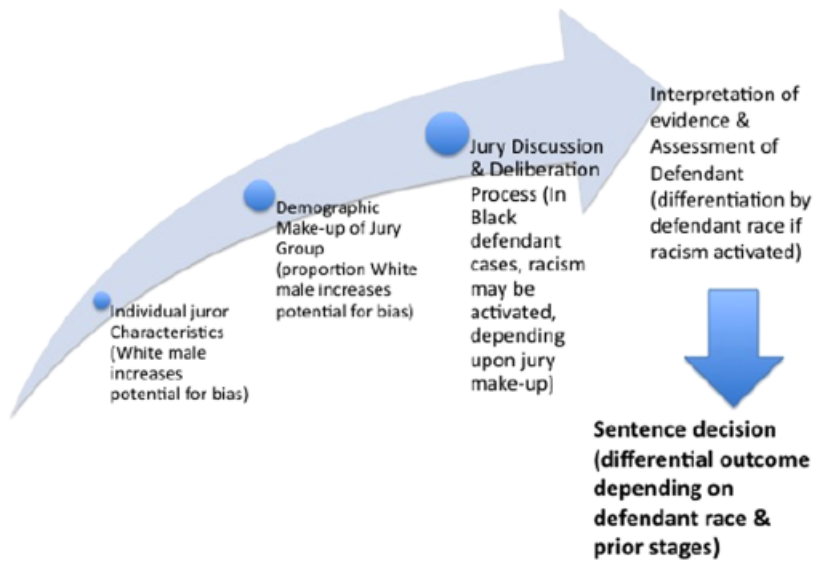 Individual juror
Characteristics
(White male
increases
potential for bias)
Demographic
Make-up of Jury
Group
(proportion White
male increases
potential for bias)
Jury Discussion
& Deliberation
Process (In
Black
defendant
cases, racism
may be
activated,
depending
upon jury
make-up)
Interpretation of
evidence &
Assessment of
Defendant
(differentiation by
defendant race if
racism activated)
Sentence decision
(differential outcome
depending on
defendant race &
prior stages)